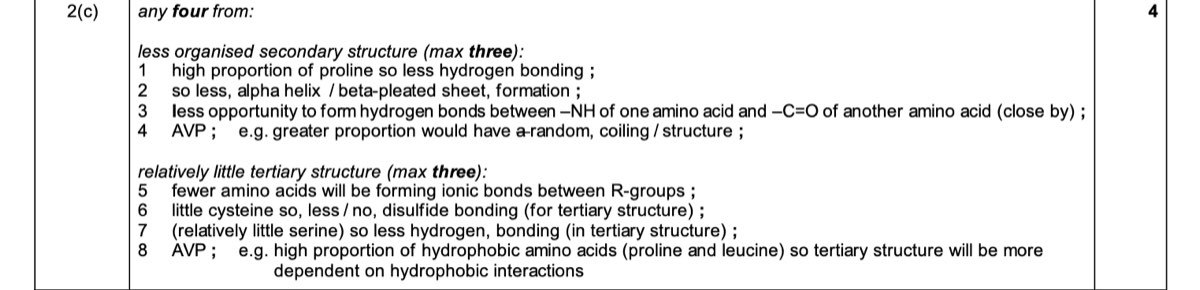 2(c) any four from: 4
less organised secondary structure (max three):
1 high proportion of proline so less hydrogen bonding ;
2 so less, alpha helix / beta-pleated sheet, formation ;
3 less opportunity to form hydrogen bonds between –NH of one amino acid and –C=O of another amino acid (close by) ;
4 AVP ; e.g. greater proportion would have a random, coiling / structure ;
relatively little tertiary structure (max three):
5 fewer amino acids will be forming ionic bonds between R-groups ;
6 little cysteine so, less / no, disulfide bonding (for tertiary structure) ;
7 (relatively little serine) so less hydrogen, bonding (in tertiary structure) ;
8 AVP ; e.g. high proportion of hydrophobic amino acids (proline and leucine) so tertiary structure will be more
dependent on hydrophobic interactions